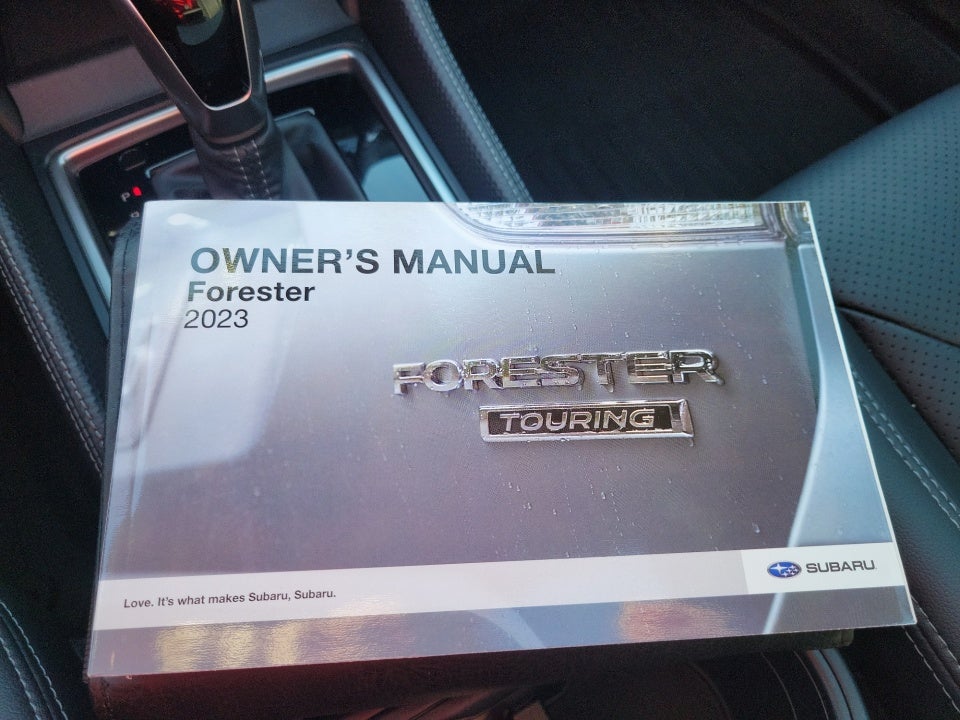 P
OWNER'S MANUAL
Forester
2023
FORESTER
TOURING
SUBARU
Love. It's what makes Subaru, Subaru.